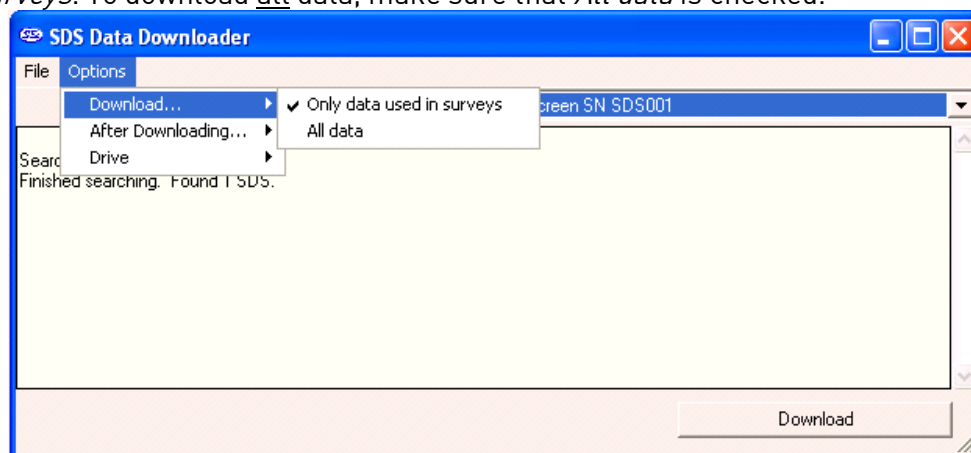 To download all data, make sure that All data is checked.
SDS Data Downloader
File Options
Download... Only data used in surveys SN SDS001
After Downloading... All data
Drive
Finished searching. Found 1 SDS.
Download